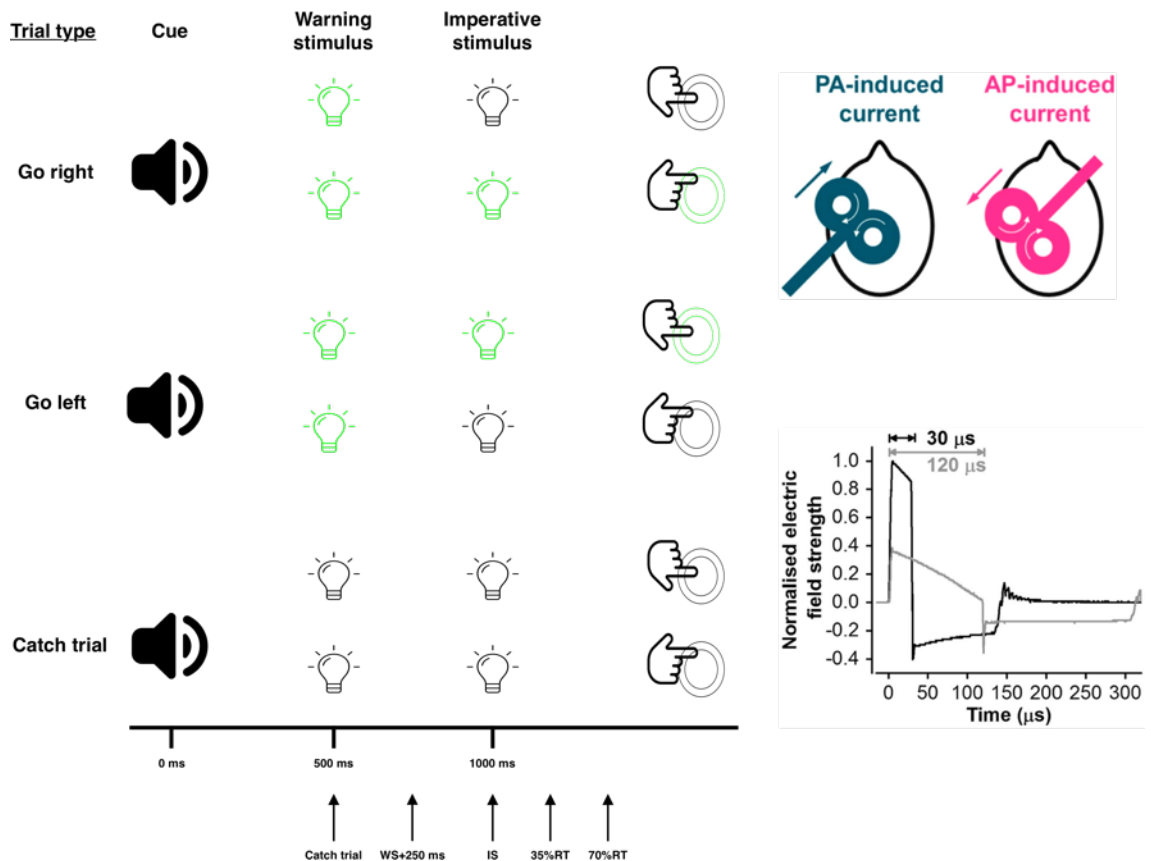 Trial type
Cue
Warning
stimulus
Imperative
stimulus
Go right
Go left
Catch trial
0 ms
500 ms
1000 ms
Catch trial
WS+250 ms
IS
35%RT
70%RT
PA-induced
current
AP-induced
current
30 μs
120 μs
Normalised electric
field strength
1.0
0.8
0.6
0.4
0.2
0.0
-0.2
-0.4
0
50
100
150
200
250
300
Time (μs)